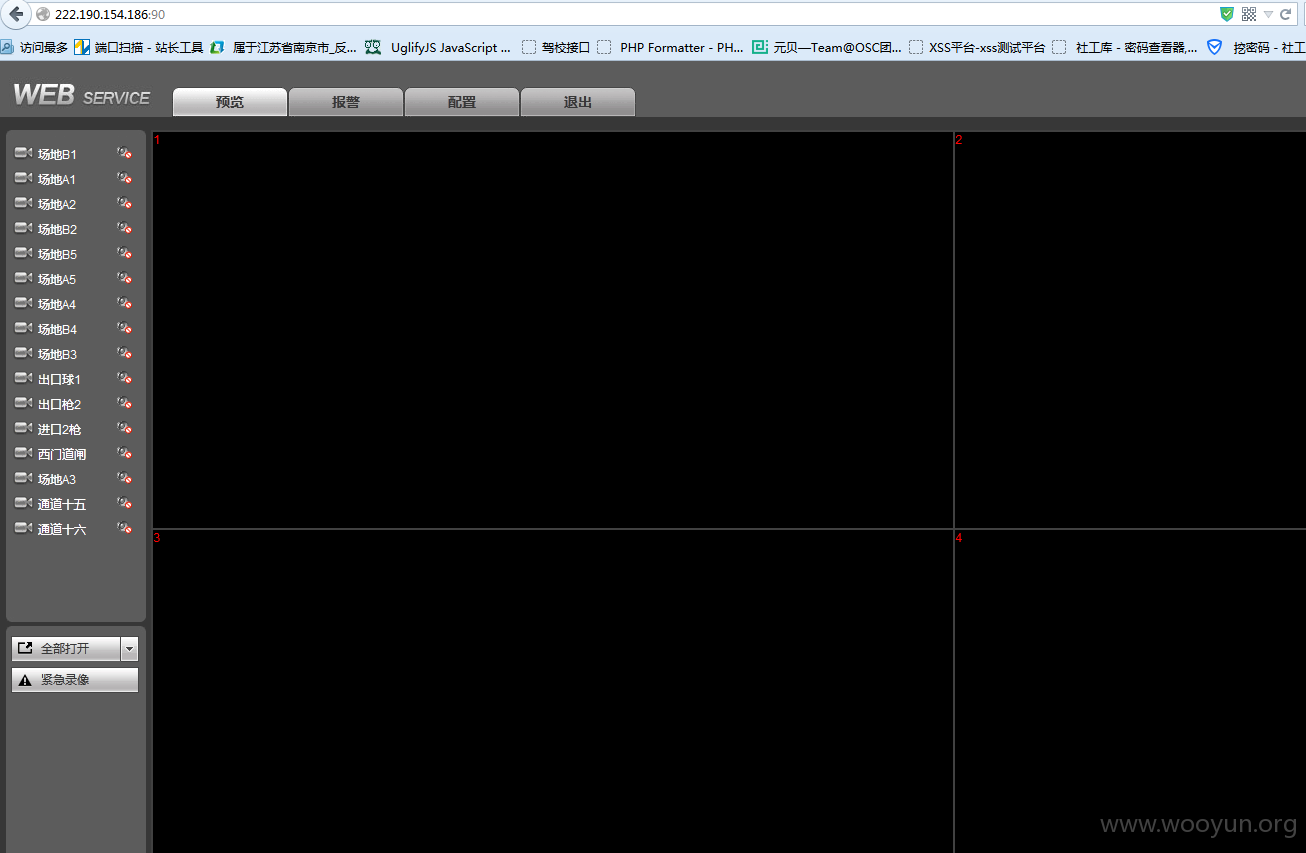 222.190.154.186:90
访问最多 端口扫描 - 站长工具 属于江苏省南京市_反... UglifyJS JavaScript ... 驾校接口 PHP Formatter - PH... 元贝—Team@OSC团... XSS平台-xss测试平台 社工库 - 密码查看器,... 挖密码 - 社工
WEB SERVICE 预览 报警 配置 退出
1 2
场地B1
场地A1
场地A2
场地B2
场地B5
场地A5
场地A4
场地B4
场地B3
出口球1
出口枪2
进口2枪
西门道闸
场地A3
通道十五
通道十六
3 4
全部打开
紧急录像
www.wooyun.org